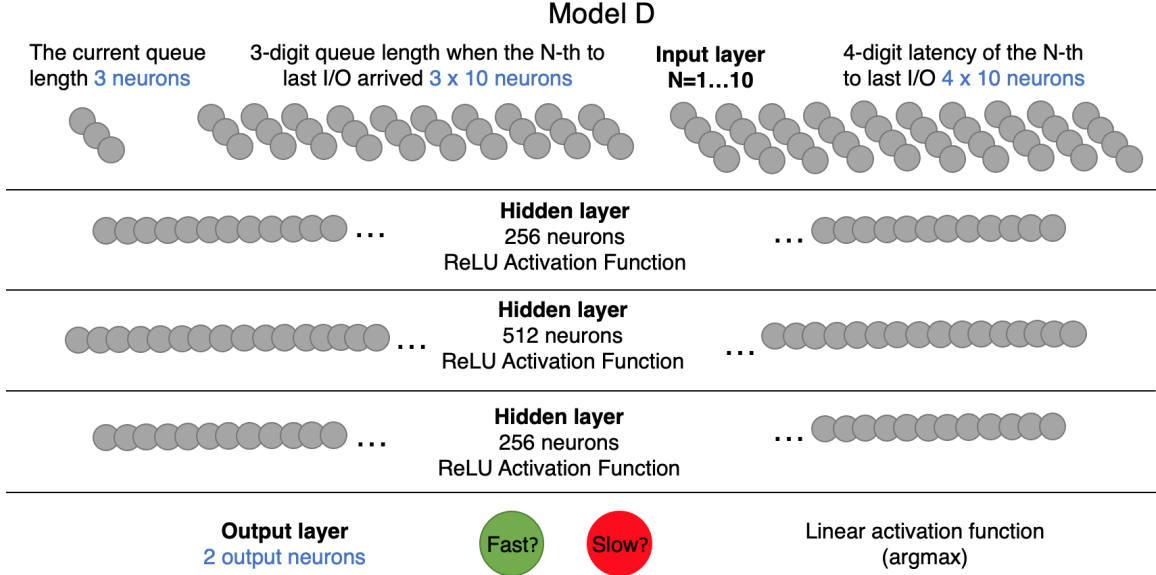 Model D
The current queue
length 3 neurons
3-digit queue length when the N-th to
last I/O arrived 3 x 10 neurons
Input layer
N=1...10
4-digit latency of the N-th
to last I/O 4 x 10 neurons
Hidden layer
... 256 neurons ...
ReLU Activation Function
Hidden layer
... 512 neurons ...
ReLU Activation Function
Hidden layer
... 256 neurons ...
ReLU Activation Function
Output layer
2 output neurons
Fast?
Slow?
Linear activation function
(argmax)